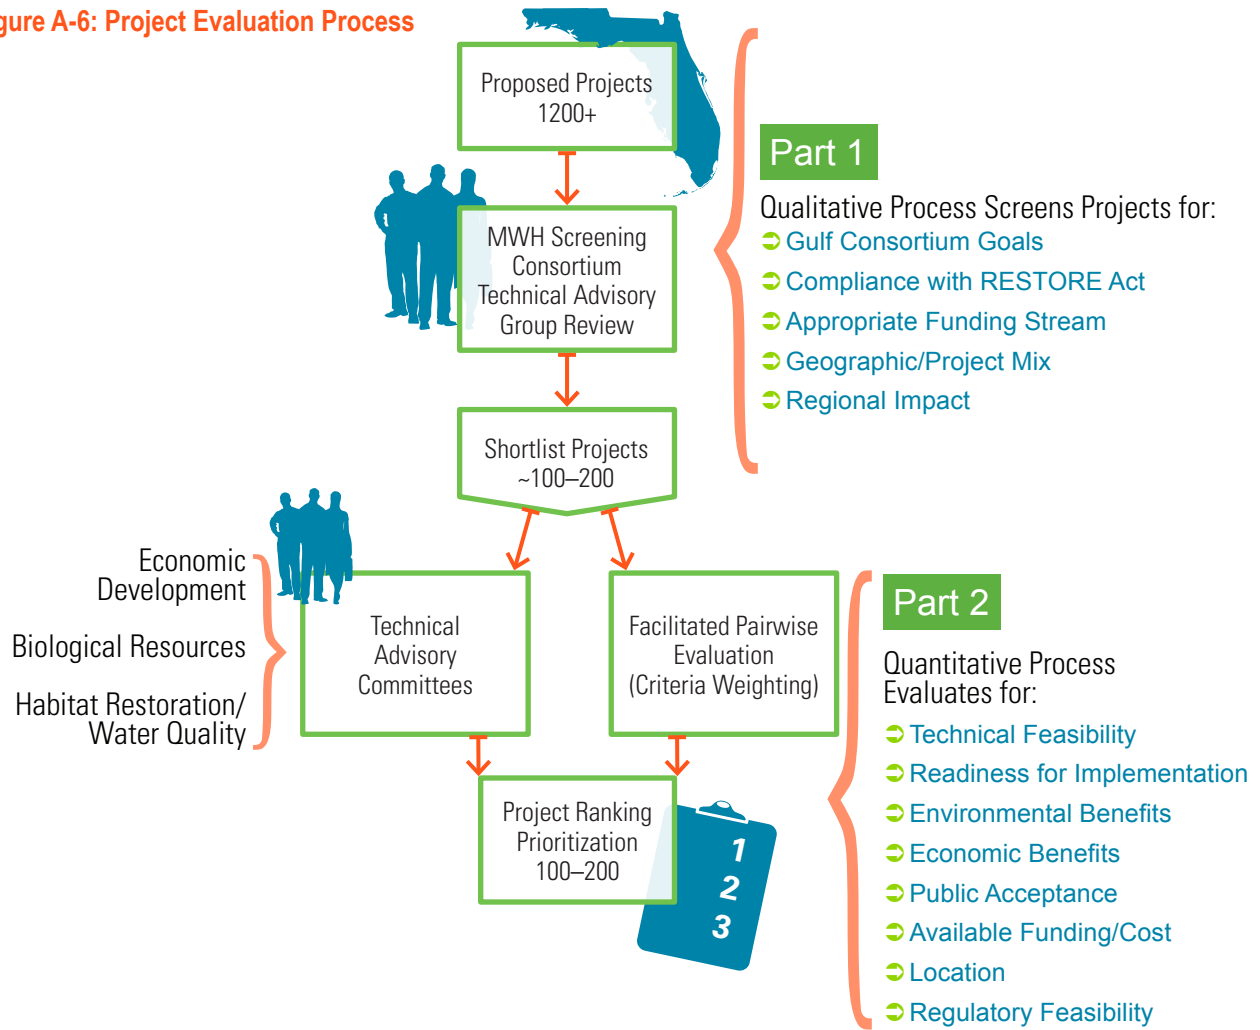 gure A-6: Project Evaluation Process
Proposed Projects
1200+
MWH Screening
Consortium
Technical Advisory
Group Review
Shortlist Projects
~100–200
Part 1
Qualitative Process Screens Projects for:
Gulf Consortium Goals
Compliance with RESTORE Act
Appropriate Funding Stream
Geographic/Project Mix
Regional Impact
Economic
Development
Biological Resources
Habitat Restoration/
Water Quality
Technical
Advisory
Committees
Facilitated Pairwise
Evaluation
(Criteria Weighting)
Project Ranking
Prioritization
100–200
1
2
3
Part 2
Quantitative Process
Evaluates for:
Technical Feasibility
Readiness for Implementation
Environmental Benefits
Economic Benefits
Public Acceptance
Available Funding/Cost
Location
Regulatory Feasibility